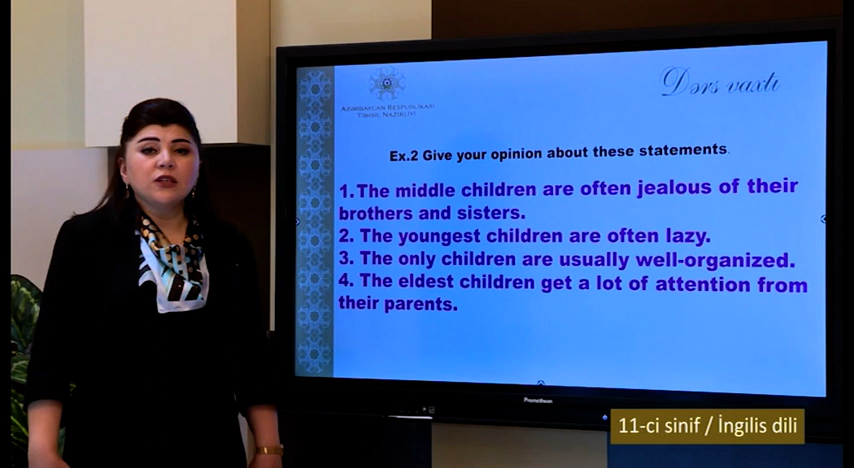 AZƏRBAYCAN RESPUBLİKASI
TƏHSİL NAZİRLİYİ
Dərs vaxtı
Ex.2 Give your opinion about these statements.
1. The middle children are often jealous of their
brothers and sisters.
2. The youngest children are often lazy.
3. The only children are usually well-organized.
4. The eldest children get a lot of attention from
their parents.
Promethean
11-ci sinif / İngilis dili